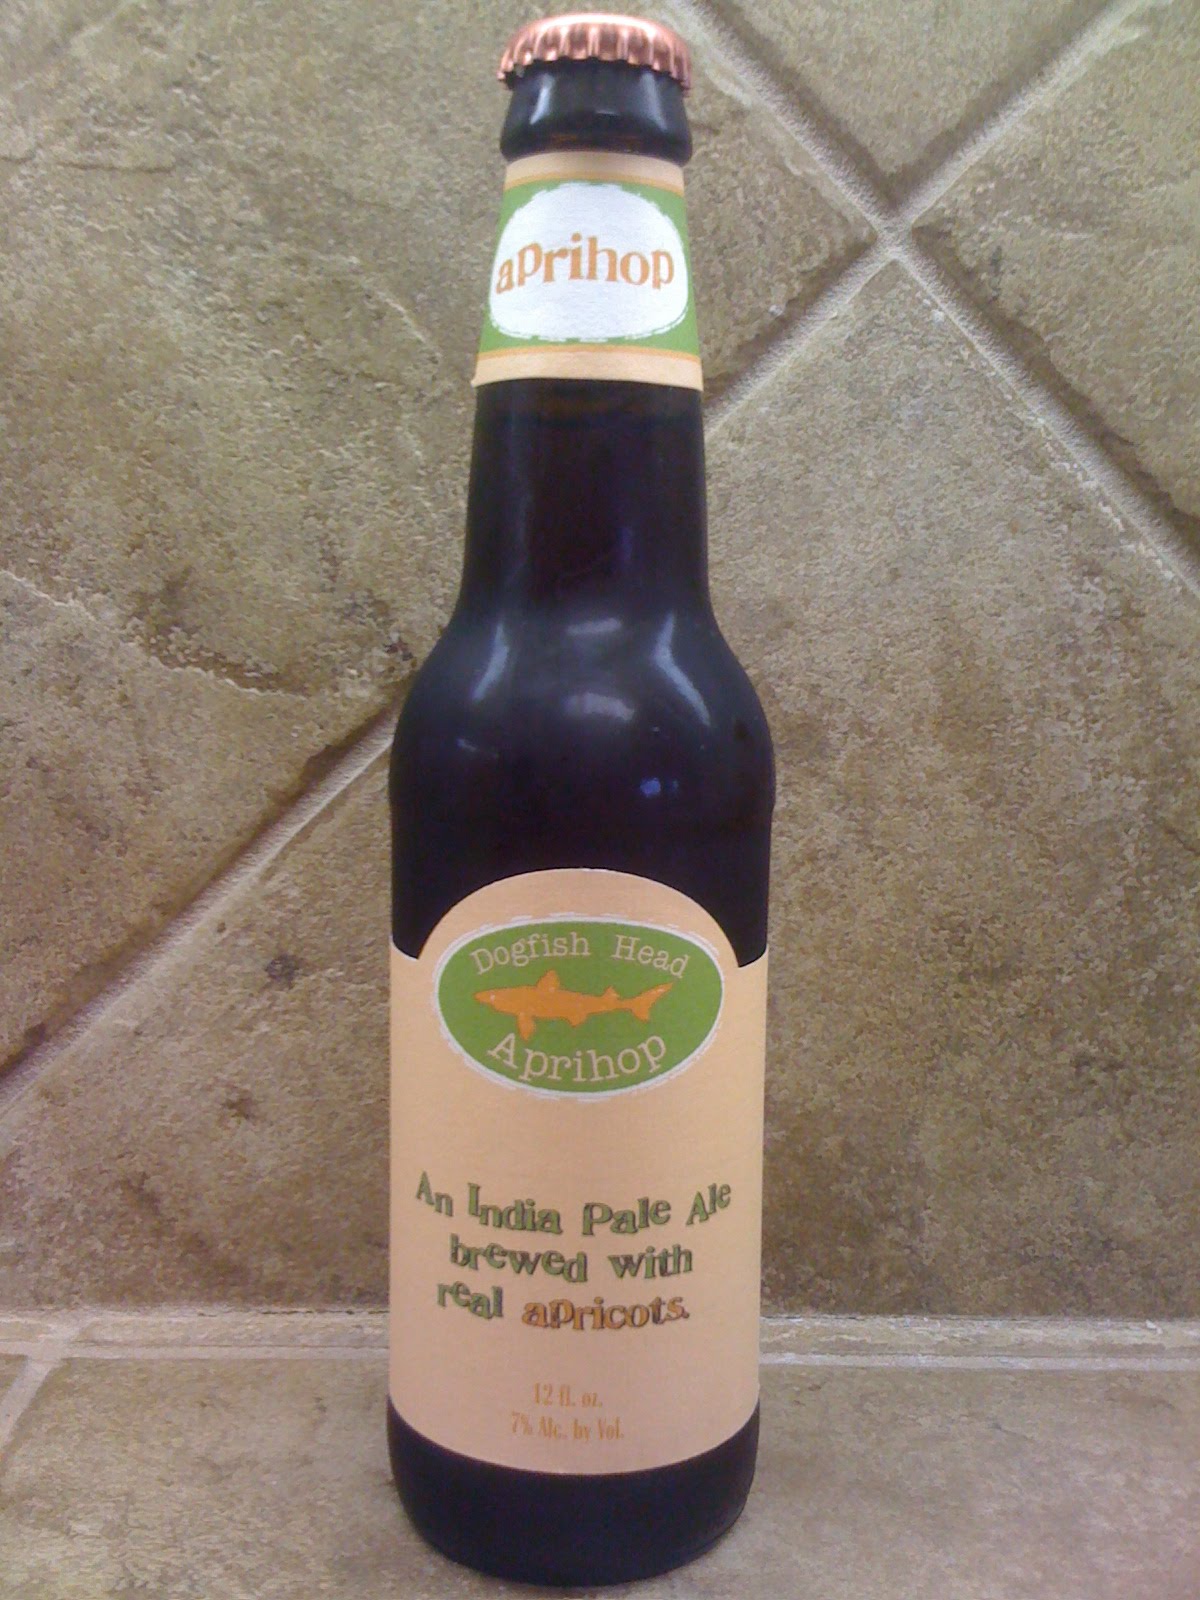 aprihop
Dogfish Head
Aprihop
An India Pale Ale
brewed with
real apricots.
12 fl. oz.
7% Alc. by Vol.